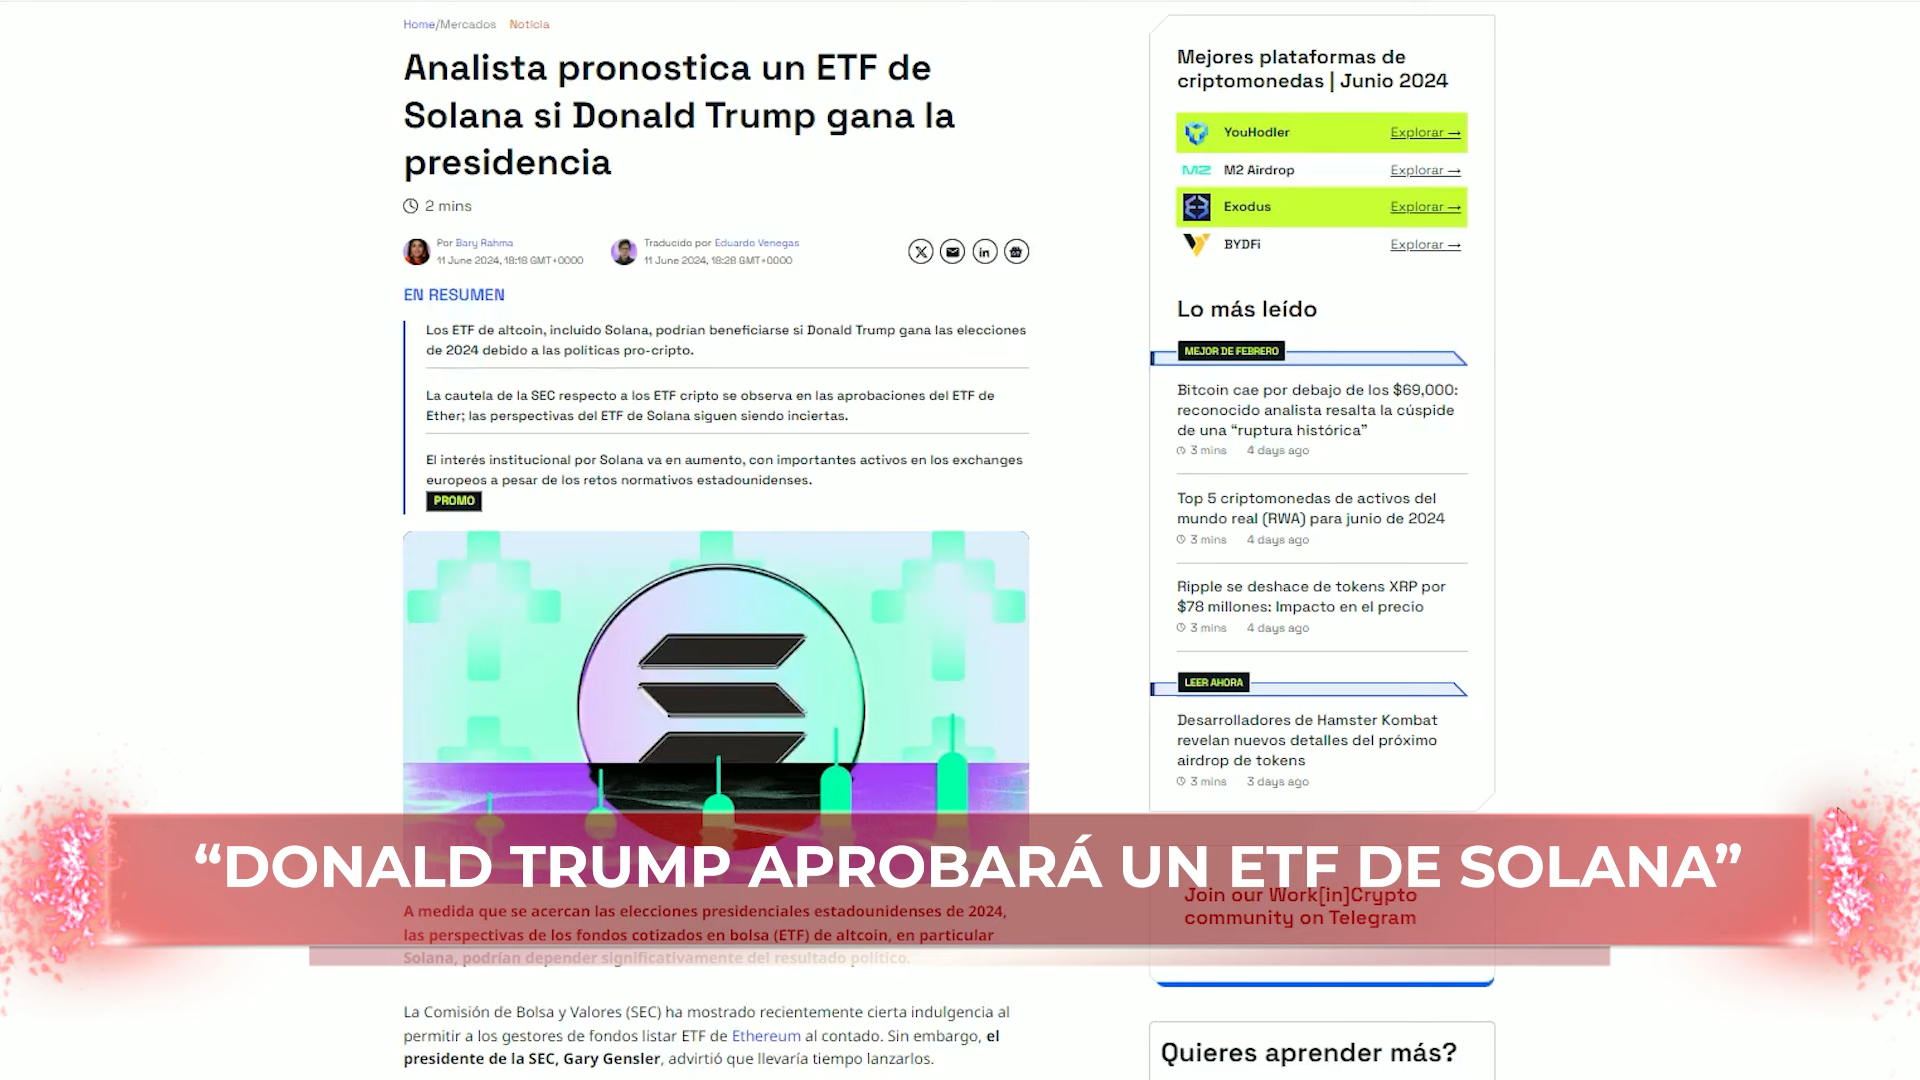 Home/Mercados Noticia
Analista pronostica un ETF de
Solana si Donald Trump gana la
presidencia
2 mins
Por Bary Rahma
11 June 2024, 18:18 GMT+0000
Traducido por Eduardo Venegas
11 June 2024, 18:28 GMT+0000
EN RESUMEN
Los ETF de altcoin, incluido Solana, podrían beneficiarse si Donald Trump gana las elecciones
de 2024 debido a las políticas pro-cripto.
La cautela de la SEC respecto a los ETF cripto se observa en las aprobaciones del ETF de
Ether; las perspectivas del ETF de Solana siguen siendo inciertas.
El interés institucional por Solana va en aumento, con importantes activos en los exchanges
europeos a pesar de los retos normativos estadounidenses.
PROMO
“DONALD TRUMP APROBARÁ UN ETF DE SOLANA”
A medida que se acercan las elecciones presidenciales estadounidenses de 2024,
las perspectivas de los fondos cotizados en bolsa (ETF) de altcoin, en particular
Solana, podrían depender significativamente del resultado político.
La Comisión de Bolsa y Valores (SEC) ha mostrado recientemente cierta indulgencia al
permitir a los gestores de fondos listar ETF de Ethereum al contado. Sin embargo, el
presidente de la SEC, Gary Gensler, advirtió que llevaría tiempo lanzarlos.
Mejores plataformas de
criptomonedas | Junio 2024
YouHodler Explorar →
M2 M2 Airdrop Explorar →
Exodus Explorar →
BYDFi Explorar →
Lo más leído
MEJOR DE FEBRERO
Bitcoin cae por debajo de los $69,000:
reconocido analista resalta la cúspide
de una “ruptura histórica”
3 mins 4 days ago
Top 5 criptomonedas de activos del
mundo real (RWA) para junio de 2024
3 mins 4 days ago
Ripple se deshace de tokens XRP por
$78 millones: Impacto en el precio
3 mins 4 days ago
LEER AHORA
Desarrolladores de Hamster Kombat
revelan nuevos detalles del próximo
airdrop de tokens
3 mins 3 days ago
Join our Work[in]Crypto
community on Telegram
Quieres aprender más?